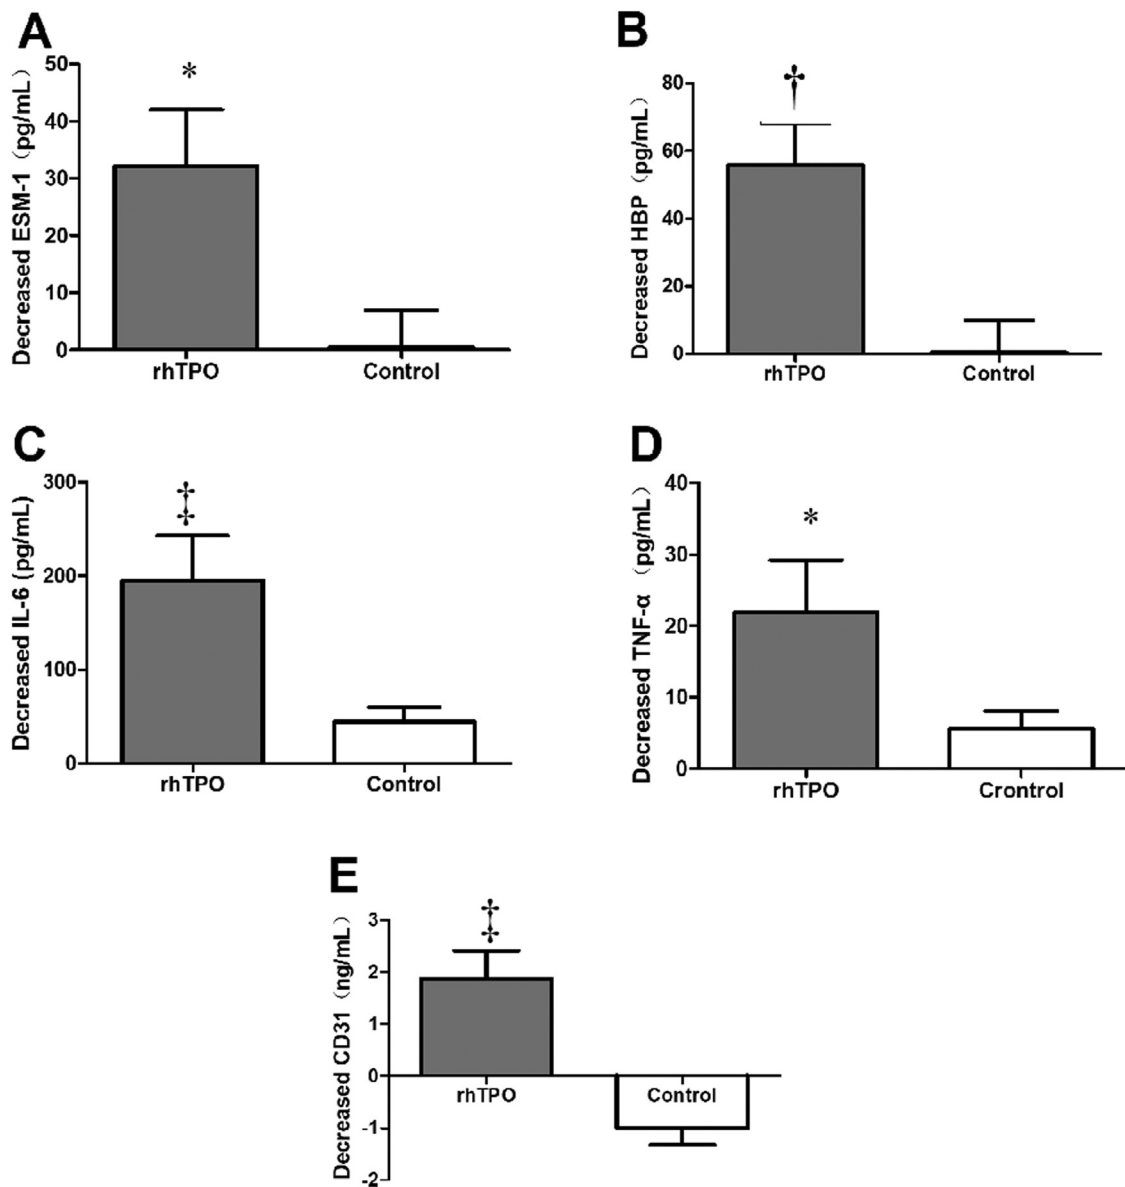 A
Decreased ESM-1（pg/mL）
50
40
30
20
10
0
*
rhTPO
Control
B
Decreased HBP（pg/mL）
80
60
40
20
0
†
rhTPO
Control
C
Decreased IL-6 (pg/mL)
300
200
100
0
‡
rhTPO
Control
D
Decreased TNF-α（pg/mL）
40
30
20
10
0
*
rhTPO
Crontrol
E
Decreased CD31（ng/mL）
3
2
1
0
-1
-2
‡
rhTPO
Control